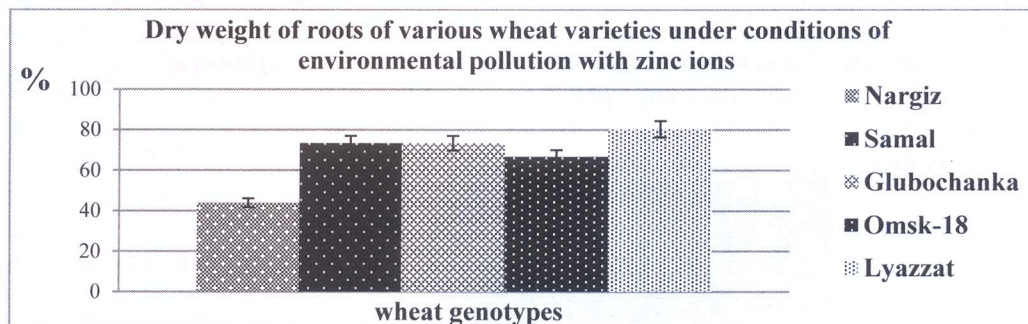 Dry weight of roots of various wheat varieties under conditions of
environmental pollution with zinc ions
%
100
80
60
40
20
0
wheat genotypes
Nargiz
Samal
Glubochanka
Omsk-18
Lyazzat